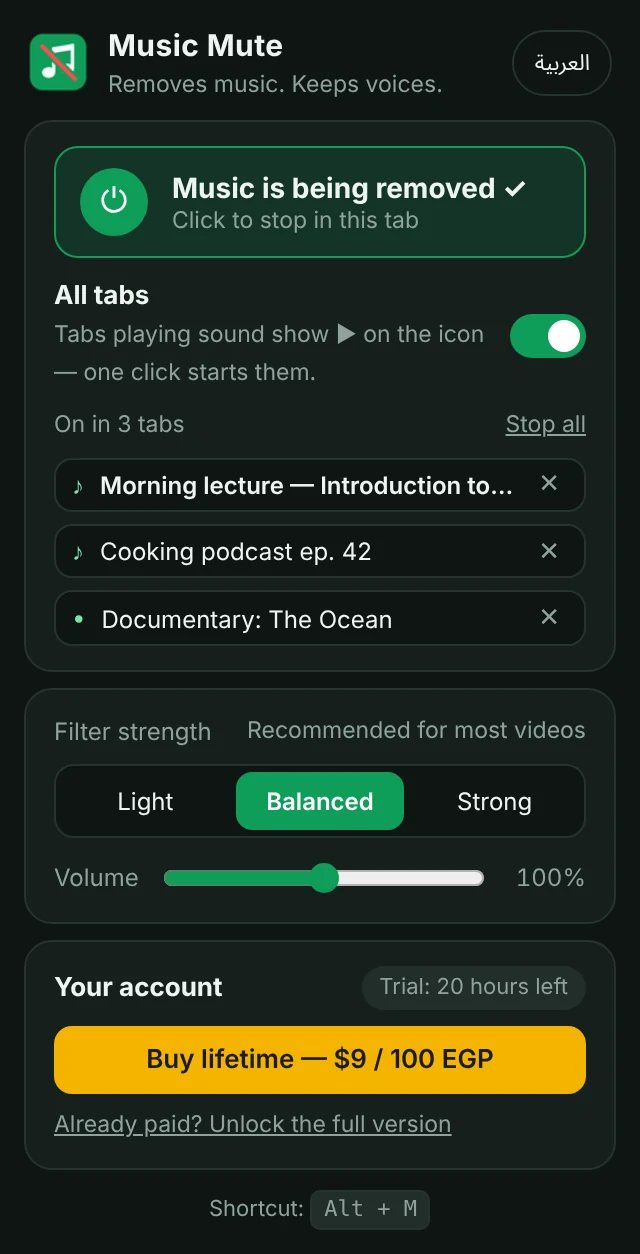 Music Mute
Removes music. Keeps voices.
العربية
Music is being removed ✓
Click to stop in this tab
All tabs
Tabs playing sound show ▶ on the icon
— one click starts them.
On in 3 tabs
Stop all
♪ Morning lecture — Introduction to... ✕
♪ Cooking podcast ep. 42 ✕
• Documentary: The Ocean ✕
Filter strength
Recommended for most videos
Light
Balanced
Strong
Volume
100%
Your account
Trial: 20 hours left
Buy lifetime — $9 / 100 EGP
Already paid? Unlock the full version
Shortcut: Alt + M